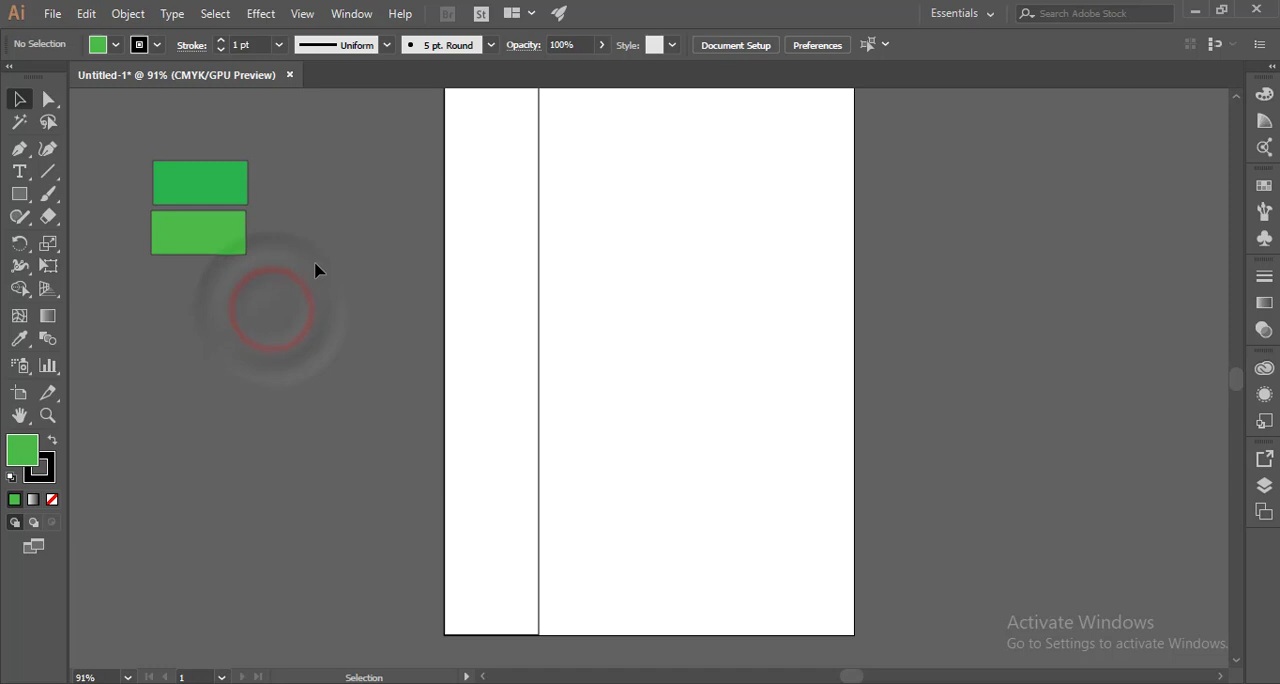 Ai File Edit Object Type Select Effect View Window Help Br St Essentials Search Adobe Stock
No Selection Stroke: 1 pt Uniform 5 pt. Round Opacity: 100% Style: Document Setup Preferences
Untitled-1* @ 91% (CMYK/GPU Preview) ×
Activate Windows
Go to Settings to activate Windows.
91% 1 Selection